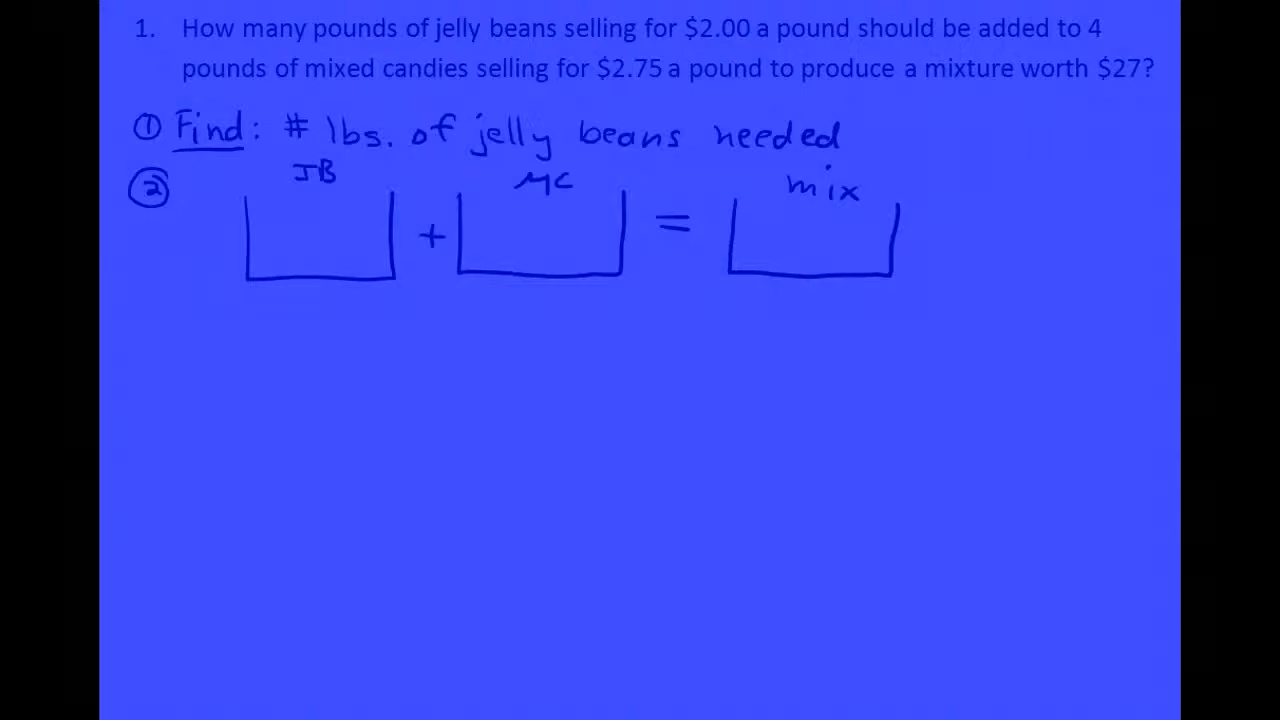 1. How many pounds of jelly beans selling for $2.00 a pound should be added to 4
pounds of mixed candies selling for $2.75 a pound to produce a mixture worth $27?
① Find: # lbs. of jelly beans needed
② JB + MC = mix